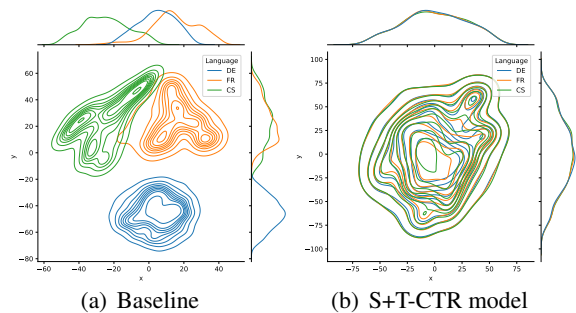 Language
DE
FR
CS
60
40
20
0
−20
−40
−60
−80
y
−60 −40 −20 0 20 40
x
(a) Baseline
Language
DE
FR
CS
100
75
50
25
0
−25
−50
−75
−100
y
−75 −50 −25 0 25 50 75
x
(b) S+T-CTR model